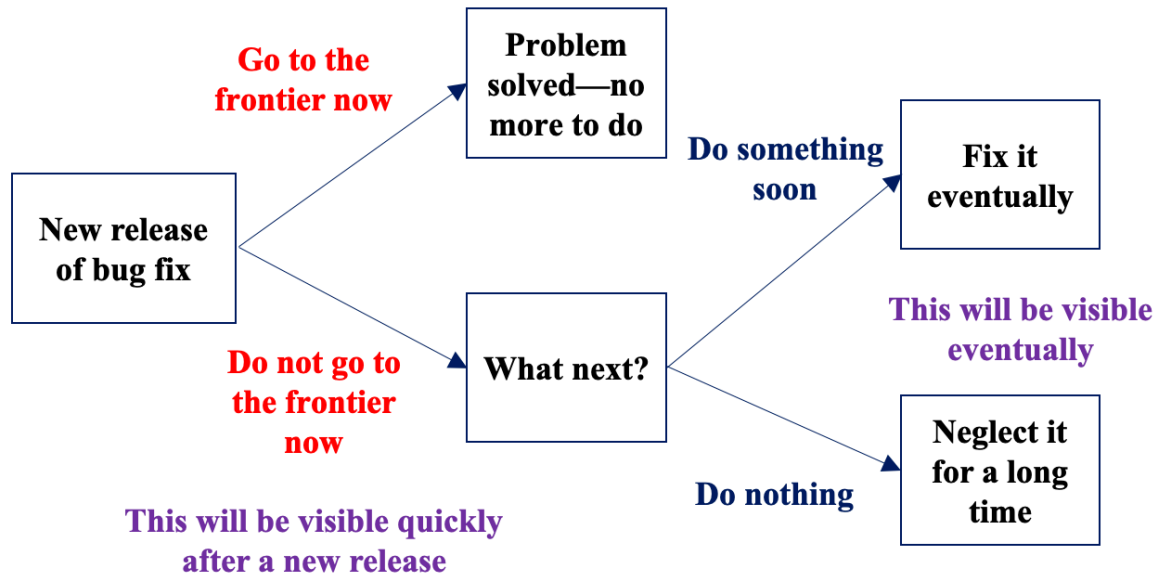 Go to the
frontier now
Problem
solved—no
more to do
New release
of bug fix
Do not go to
the frontier
now
What next?
Do something
soon
Fix it
eventually
This will be visible
eventually
Do nothing
Neglect it
for a long
time
This will be visible quickly
after a new release